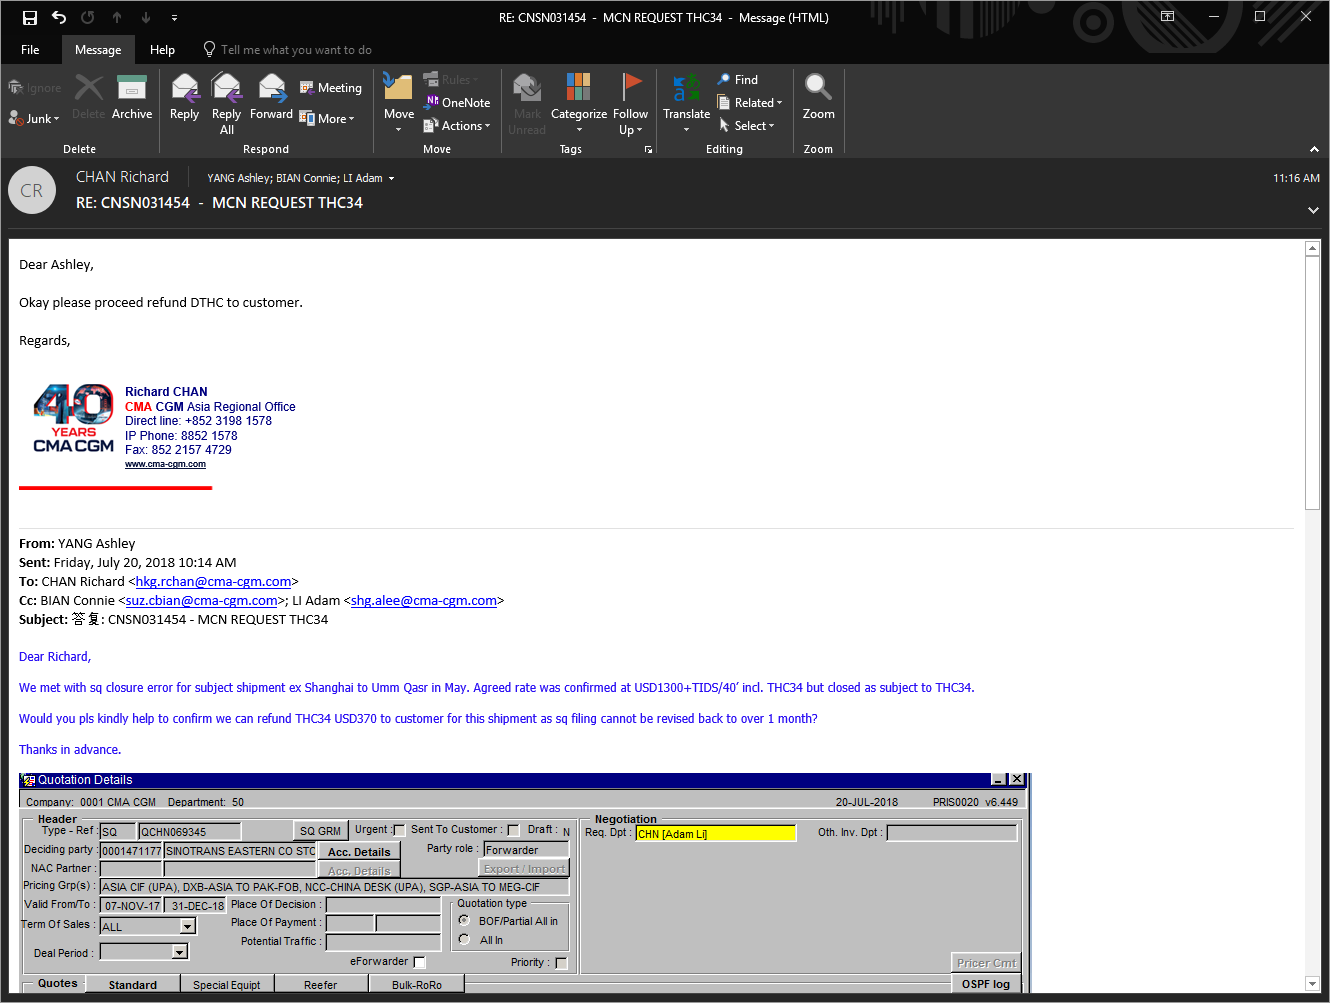 RE: CNSN031454 - MCN REQUEST THC34 - Message (HTML)
File Message Help Tell me what you want to do
Ignore
Junk
Delete
Archive
Delete
Reply
Reply All
Forward
Meeting
More
Respond
Move
Rules
OneNote
Actions
Move
Mark Unread
Categorize
Follow Up
Tags
Translate
Find
Related
Select
Editing
Zoom
Zoom
CR
CHAN Richard YANG Ashley; BIAN Connie; LI Adam
11:16 AM
RE: CNSN031454 - MCN REQUEST THC34
Dear Ashley,
Okay please proceed refund DTHC to customer.
Regards,
40
YEARS
CMA CGM
Richard CHAN
CMA CGM Asia Regional Office
Direct line: +852 3198 1578
IP Phone: 8852 1578
Fax: 852 2157 4729
www.cma-cgm.com
From: YANG Ashley
Sent: Friday, July 20, 2018 10:14 AM
To: CHAN Richard <hkg.rchan@cma-cgm.com>
Cc: BIAN Connie <suz.cbian@cma-cgm.com>; LI Adam <shg.alee@cma-cgm.com>
Subject: 答复: CNSN031454 - MCN REQUEST THC34
Dear Richard,
We met with sq closure error for subject shipment ex Shanghai to Umm Qasr in May. Agreed rate was confirmed at USD1300+TIDS/40’ incl. THC34 but closed as subject to THC34.
Would you pls kindly help to confirm we can refund THC34 USD370 to customer for this shipment as sq filing cannot be revised back to over 1 month?
Thanks in advance.
Quotation Details
Company: 0001 CMA CGM Department: 50 20-JUL-2018 PRIS0020 v6.449
Header
Type - Ref : SQ QCHN069345 SQ GRM Urgent : Sent To Customer : Draft : N
Deciding party : 0001471177 SINOTRANS EASTERN CO STC Acc. Details Party role : Forwarder
NAC Partner : Acc. Details Export / Import
Pricing Grp(s) : ASIA CIF (UPA), DXB-ASIA TO PAK-FOB, NCC-CHINA DESK (UPA), SGP-ASIA TO MEG-CIF
Valid From/To : 07-NOV-17 31-DEC-18 Place Of Decision :
Term Of Sales : ALL Place Of Payment :
Potential Traffic :
Deal Period :
Quotation type
BOF/Partial All in
All In
eForwarder Priority :
Negotiation
Req. Dpt : CHN [Adam Li] Oth. Inv. Dpt :
Pricer Cmt
Quotes Standard Special Equipt Reefer Bulk-RoRo OSPF log